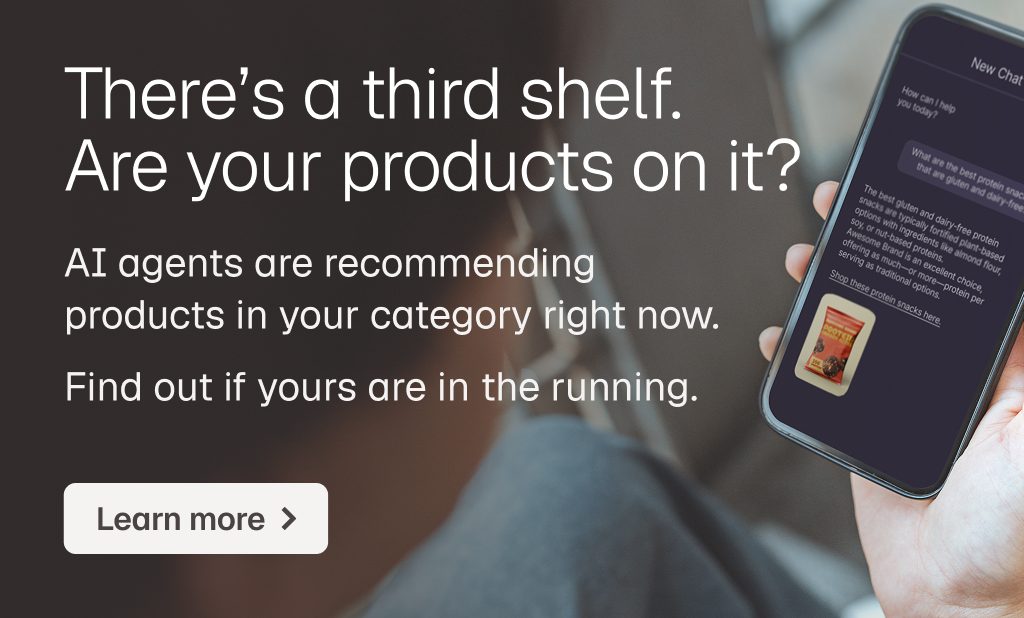 There’s a third shelf.
Are your products on it?
AI agents are recommending
products in your category right now.
Find out if yours are in the running.
Learn more
New Chat
How can I help
you today?
What are the best protein
that are gluten and dairy-free
The best gluten and dairy-free protein
snacks are typically fortified plant-based
options with ingredients like almond flour,
soy, or nut-based proteins.
Awesome Brand is an excellent choice,
offering as much—or more—protein per
serving as traditional options.
Shop these protein snacks here.